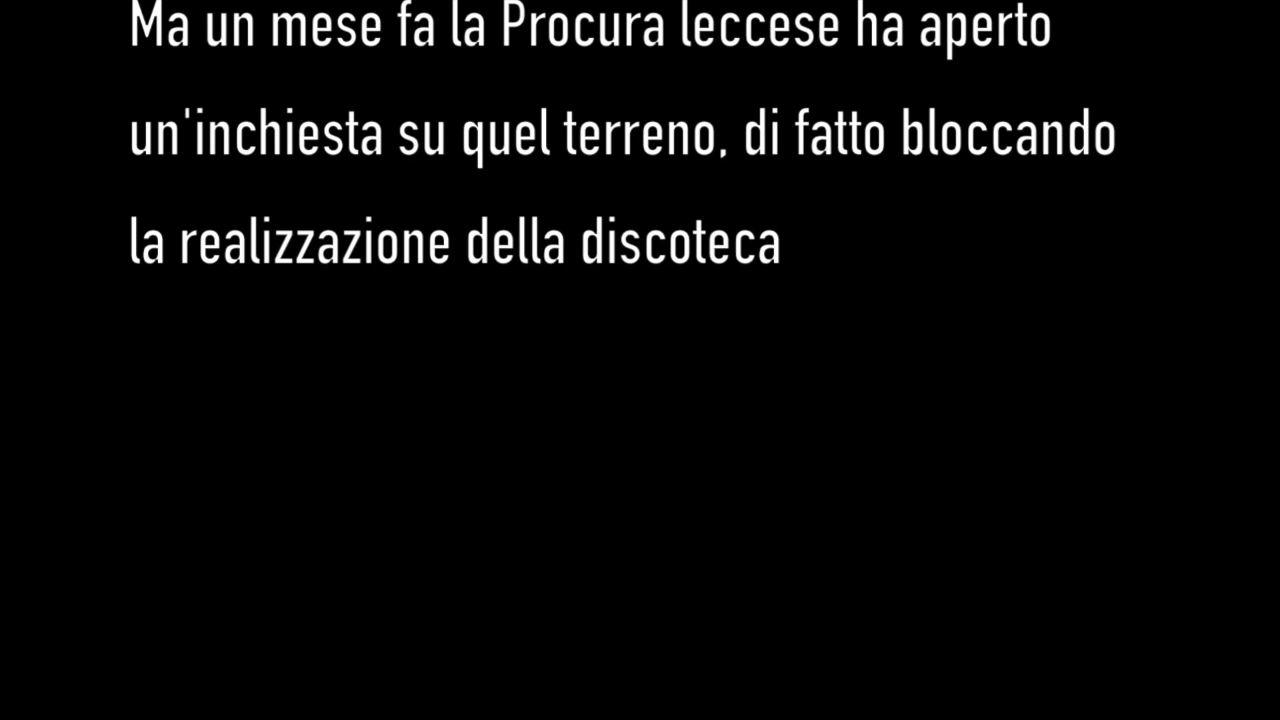 Ma un mese fa la Procura leccese ha aperto
un'inchiesta su quel terreno, di fatto bloccando
la realizzazione della discoteca